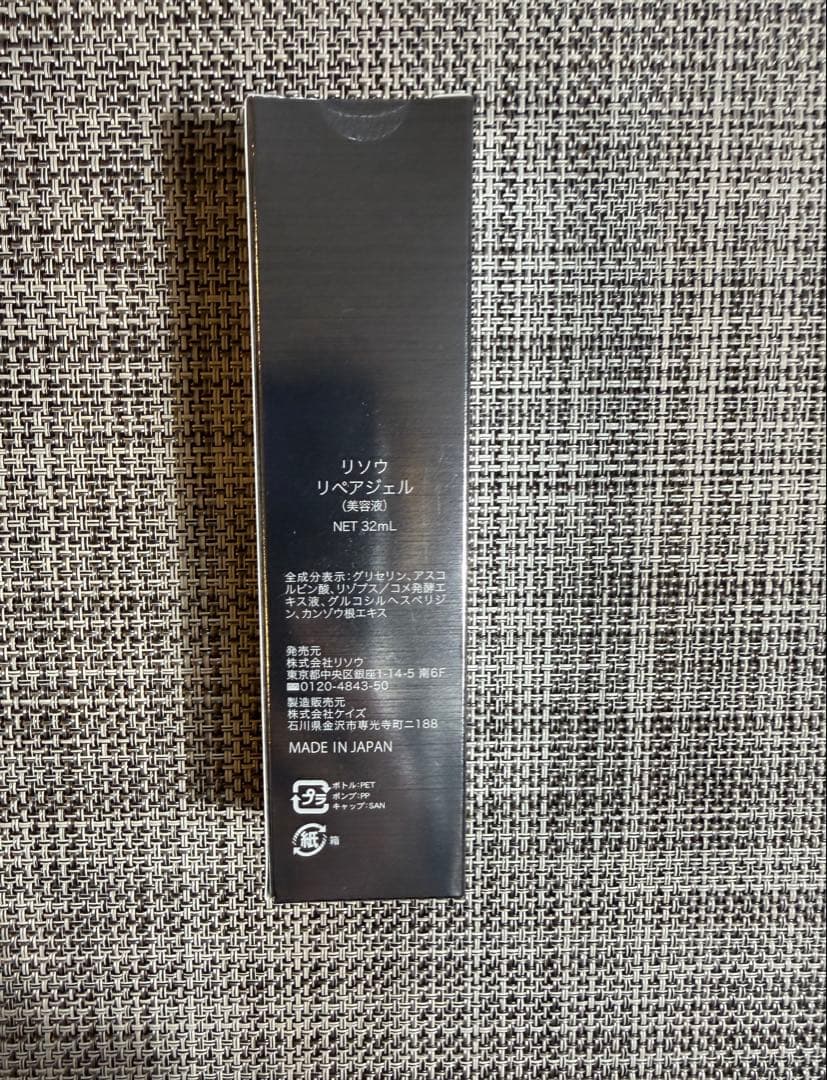 リソウ
リペアジェル
(美容液)
NET 32mL
全成分表示:グリセリン、アスコ
ルビン酸、リゾプス/コメ発酵エ
キス液、グルコシルヘスペリジ
ン、カンゾウ根エキス
発売元
株式会社リソウ
東京都中央区銀座1-14-5 南6F
0120-4843-50
製造販売元
株式会社ケイズ
石川県金沢市専光寺町ニ188
MADE IN JAPAN
プラ
ボトル:PET
ポンプ:PP
キャップ:SAN
紙 箱